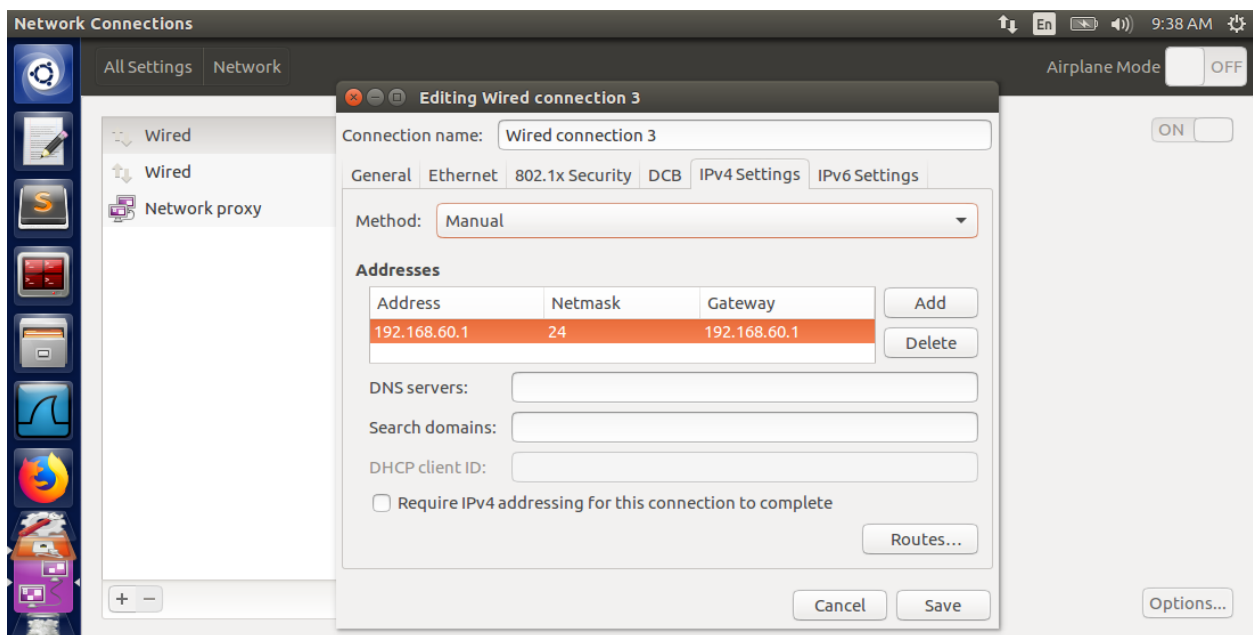 Network Connections
En
9:38 AM
All Settings
Network
Airplane Mode
OFF
Wired
Wired
Network proxy
ON
Editing Wired connection 3
Connection name: Wired connection 3
General Ethernet 802.1x Security DCB IPv4 Settings IPv6 Settings
Method: Manual
Addresses
Address Netmask Gateway
192.168.60.1 24 192.168.60.1
Add
Delete
DNS servers:
Search domains:
DHCP client ID:
Require IPv4 addressing for this connection to complete
Routes...
Cancel
Save
+ −
Options...
S